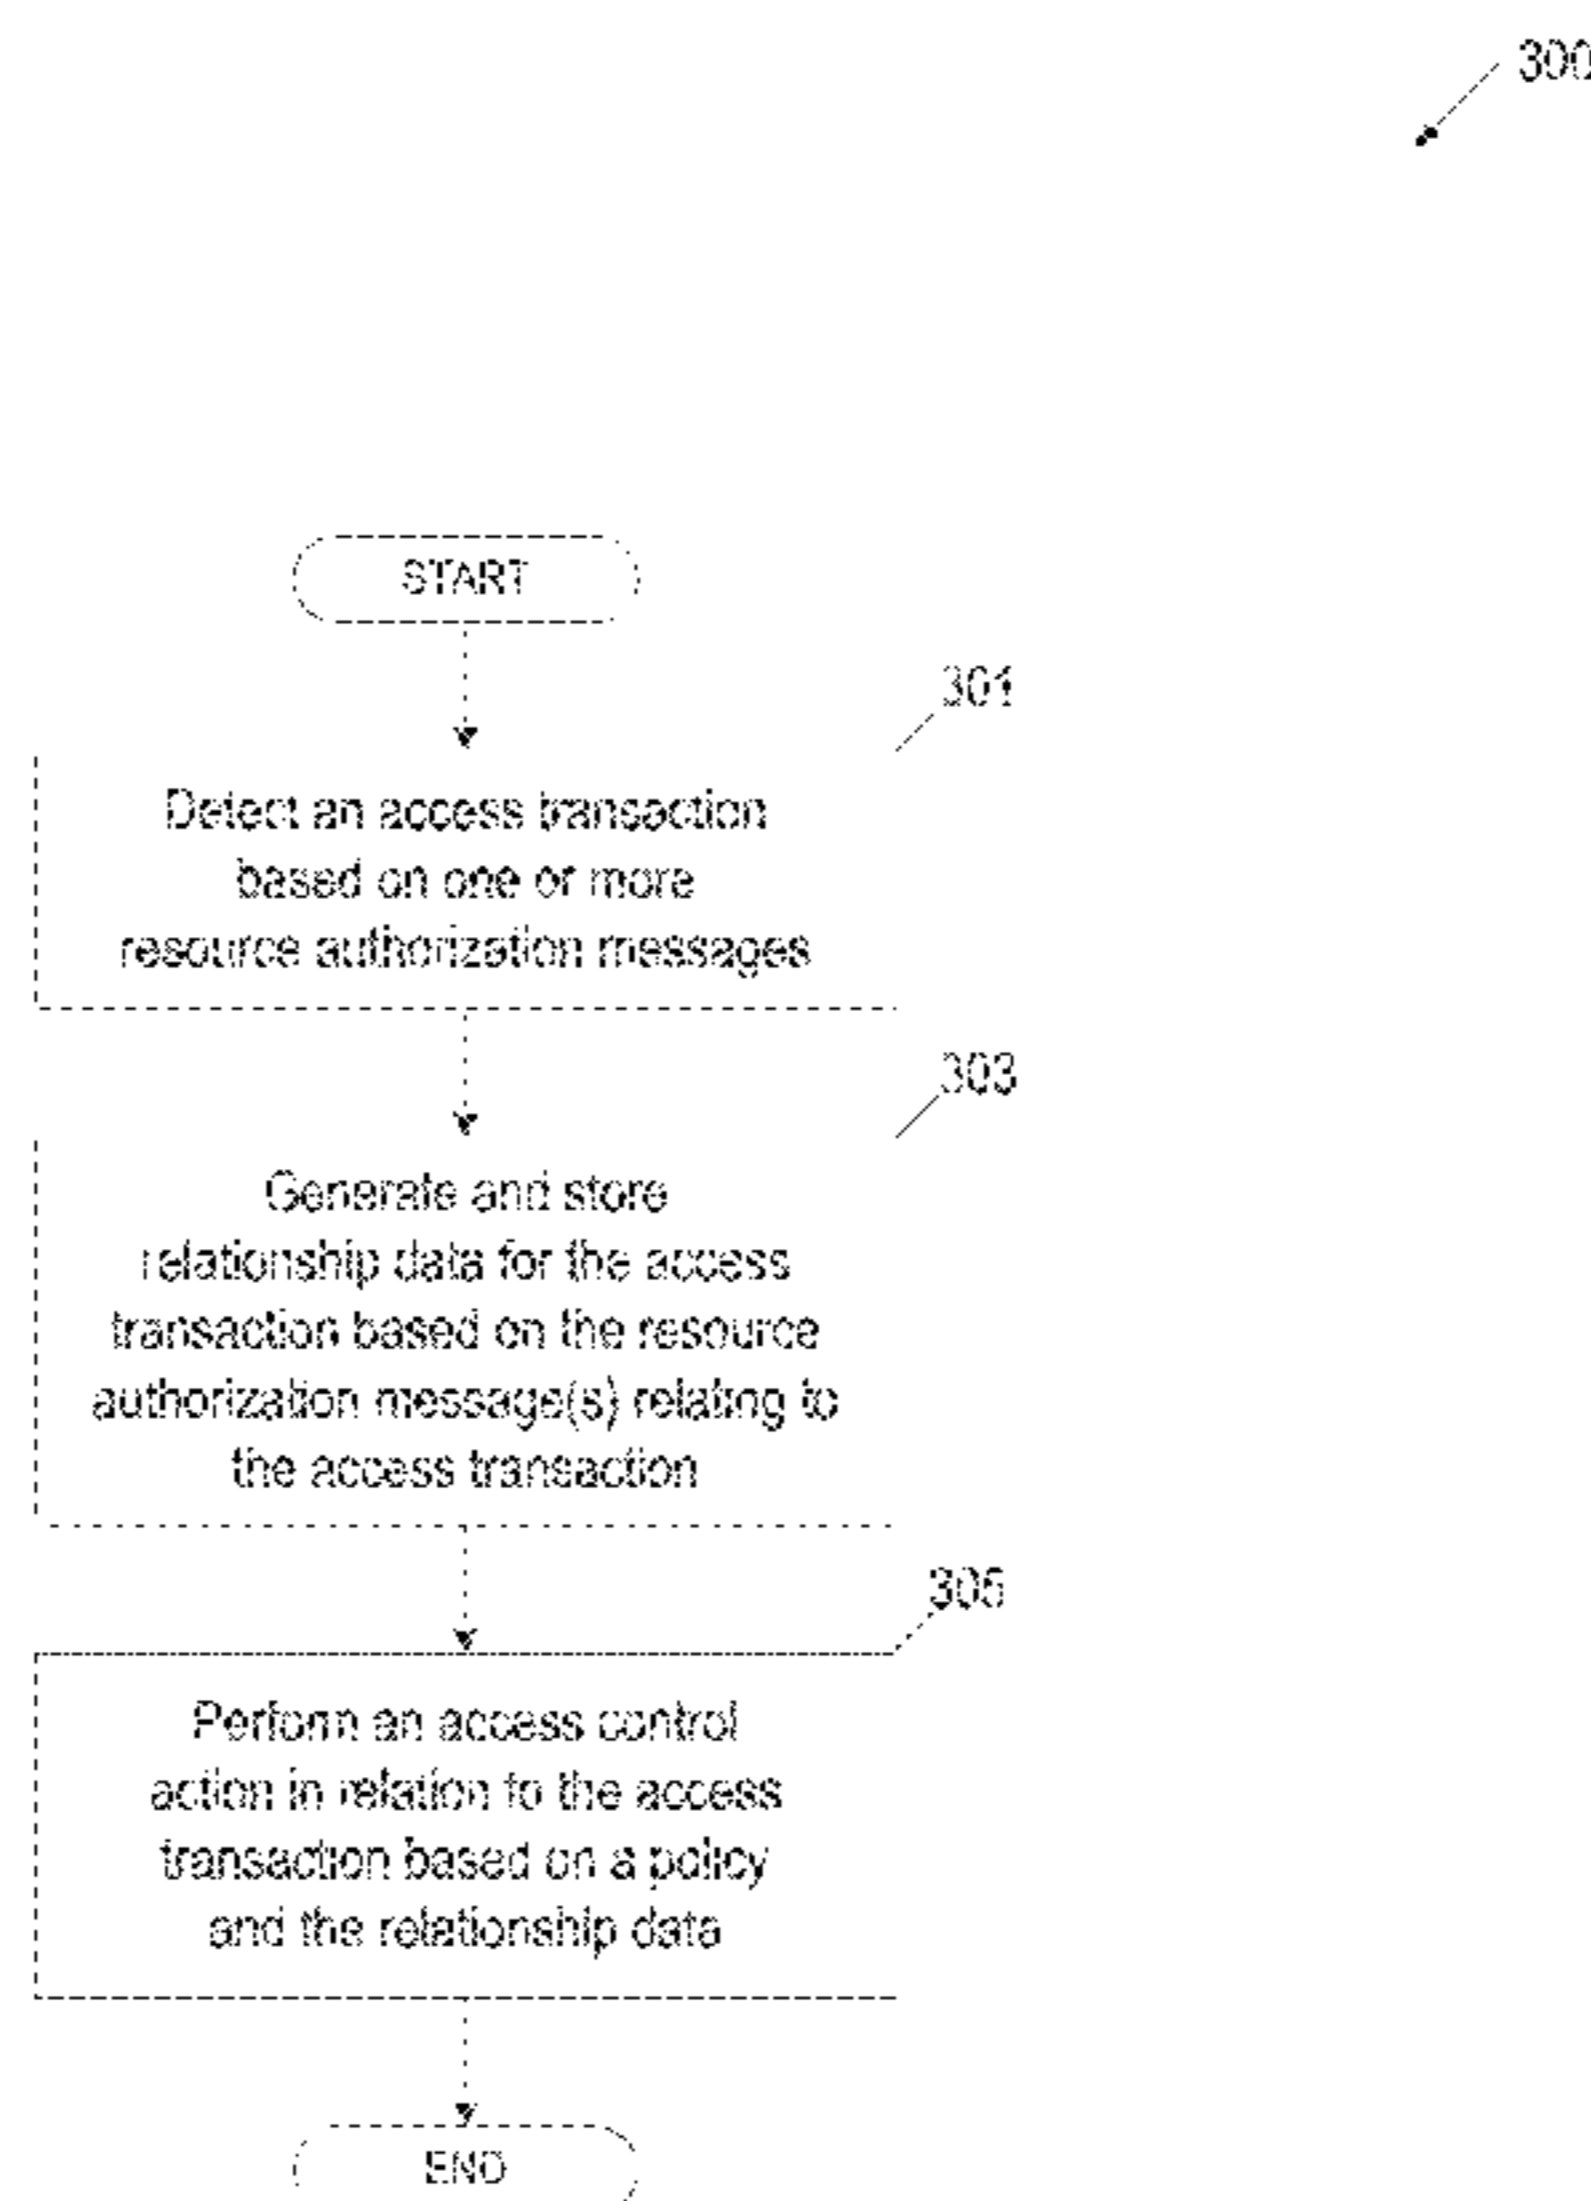 300
START
301
Detect an access transaction
based on one or more
resource authorization messages
303
Generate and store
relationship data for the access
transaction based on the resource
authorization message(s) relating to
the access transaction
305
Perform an access control
action in relation to the access
transaction based on a policy
and the relationship data
END